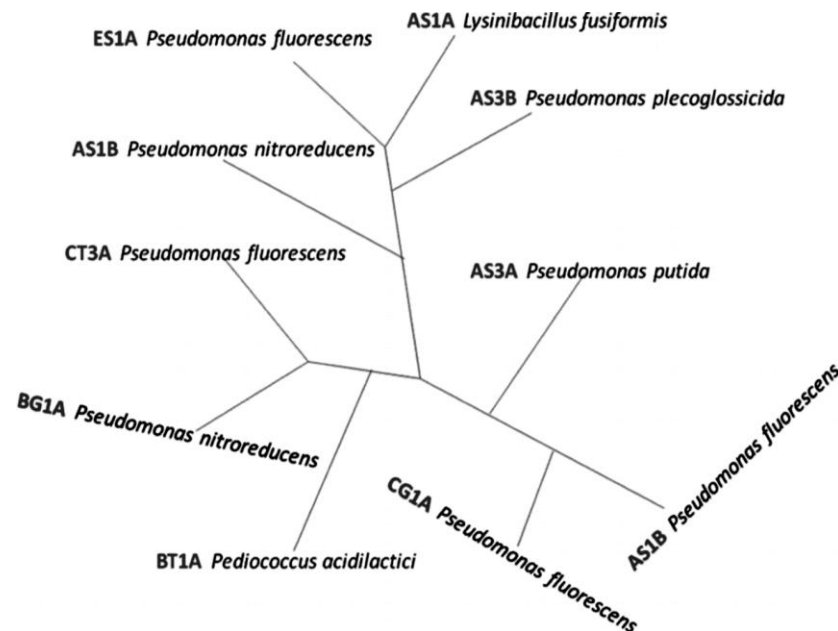 AS1A Lysinibacillus fusiformis
ES1A Pseudomonas fluorescens
AS3B Pseudomonas plecoglossicida
AS1B Pseudomonas nitroreducens
CT3A Pseudomonas fluorescens
AS3A Pseudomonas putida
BG1A Pseudomonas nitroreducens
AS1B Pseudomonas fluorescens
CG1A Pseudomonas fluorescens
BT1A Pediococcus acidilactici